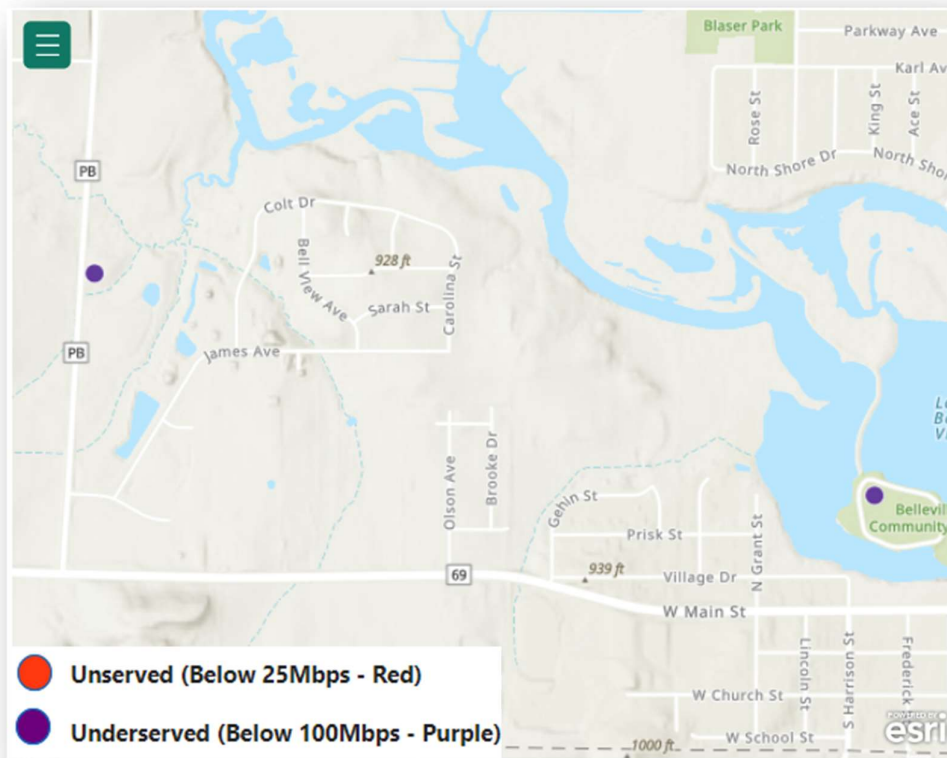 Blaser Park
Parkway Ave
Karl Av
Rose St
King St
Ace St
North Shore Dr
North Shor
PB
Colt Dr
Bell View Ave
928 ft
Sarah St
Carolina St
PB
James Ave
Olson Ave
Brooke Dr
Gehin St
Prisk St
N Grant St
Bellevil
Community
69
939 ft
Village Dr
W Main St
Lincoln St
S Harrison St
Frederick
W Church St
W School St
1000 ft
POWERED BY
esri
Unserved (Below 25Mbps - Red)
Underserved (Below 100Mbps - Purple)